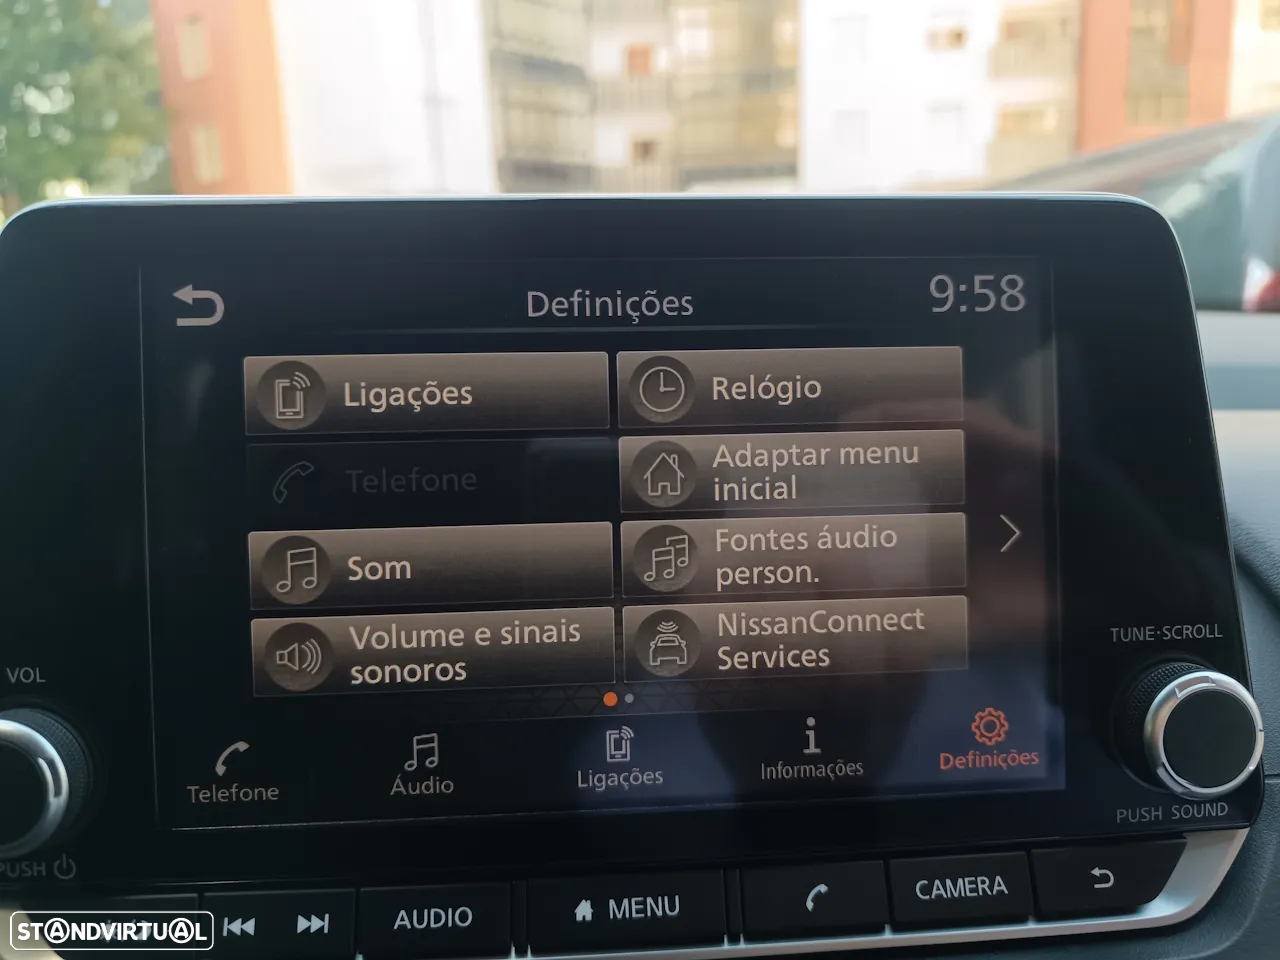 Definições
9:58
Ligações
Relógio
Telefone
Adaptar menu
inicial
Som
Fontes áudio
person.
Volume e sinais
sonoros
NissanConnect
Services
Telefone
Áudio
Ligações
Informações
Definições
VOL
PUSH
TUNE·SCROLL
PUSH SOUND
AUDIO
MENU
CAMERA
STANDVIRTUAL